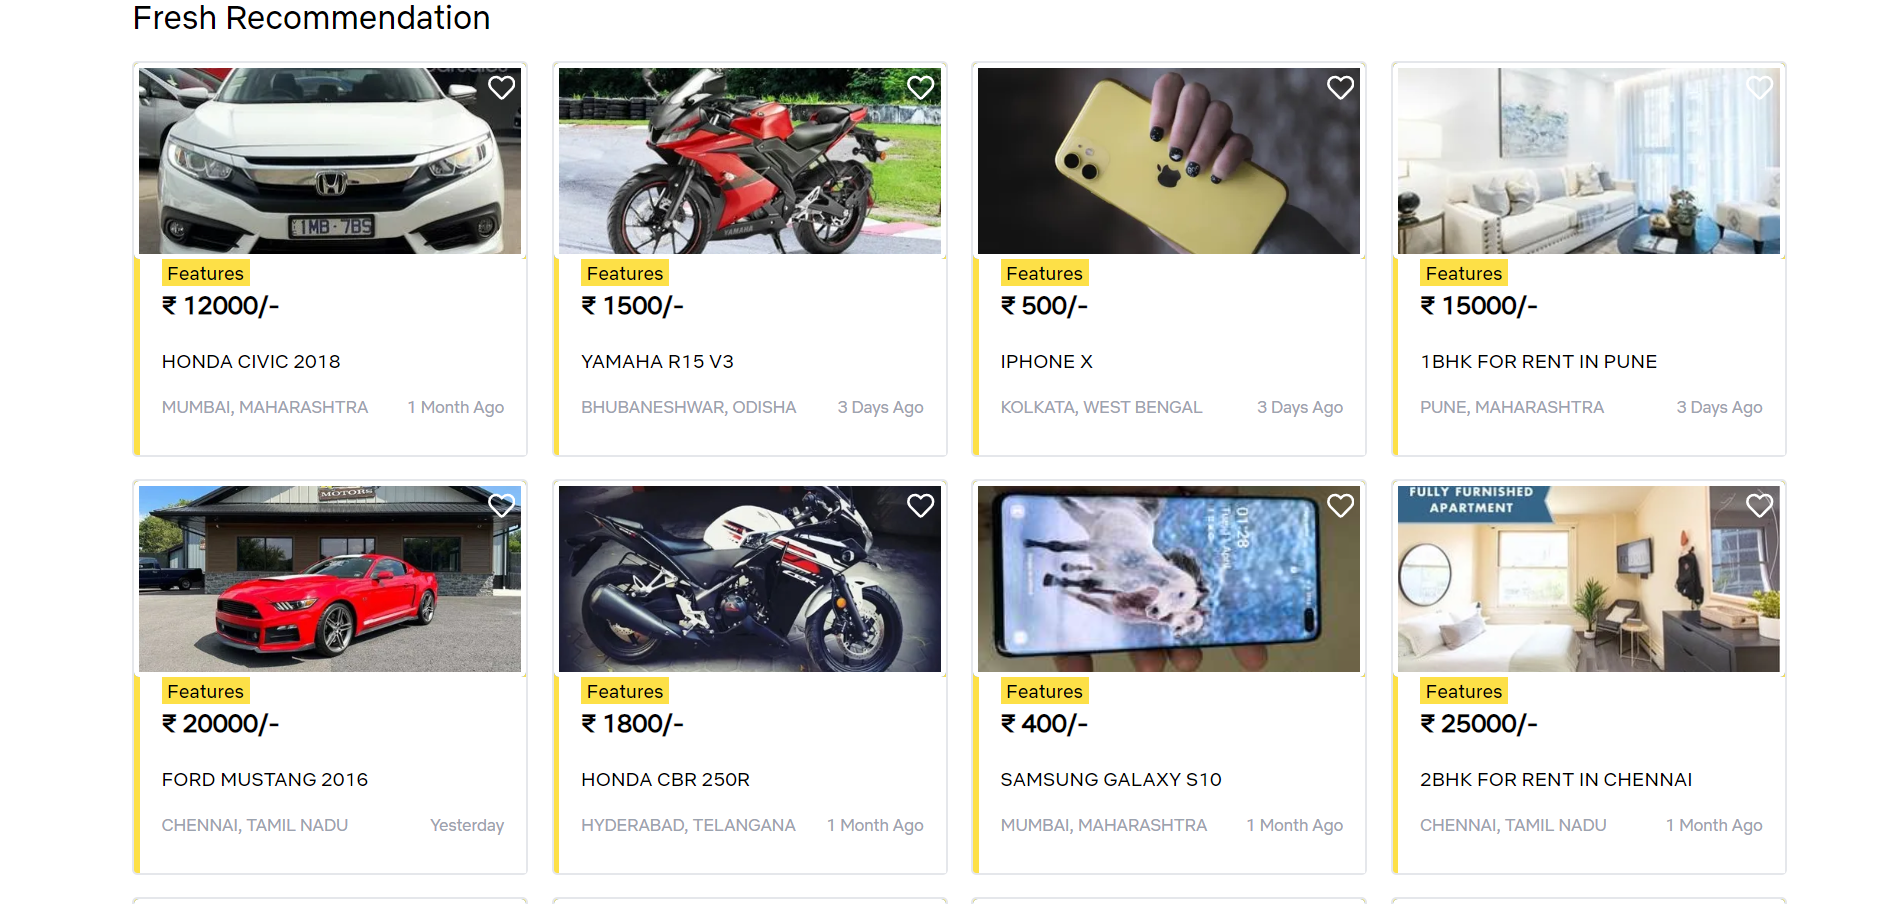 Fresh Recommendation
1MB·7BS
YAMAHA
Features
₹ 12000/-
HONDA CIVIC 2018
MUMBAI, MAHARASHTRA 1 Month Ago
Features
₹ 1500/-
YAMAHA R15 V3
BHUBANESHWAR, ODISHA 3 Days Ago
Features
₹ 500/-
IPHONE X
KOLKATA, WEST BENGAL 3 Days Ago
Features
₹ 15000/-
1BHK FOR RENT IN PUNE
PUNE, MAHARASHTRA 3 Days Ago
MOTORS
CBR
01:28
FULLY FURNISHED
APARTMENT
Features
₹ 20000/-
FORD MUSTANG 2016
CHENNAI, TAMIL NADU Yesterday
Features
₹ 1800/-
HONDA CBR 250R
HYDERABAD, TELANGANA 1 Month Ago
Features
₹ 400/-
SAMSUNG GALAXY S10
MUMBAI, MAHARASHTRA 1 Month Ago
Features
₹ 25000/-
2BHK FOR RENT IN CHENNAI
CHENNAI, TAMIL NADU 1 Month Ago